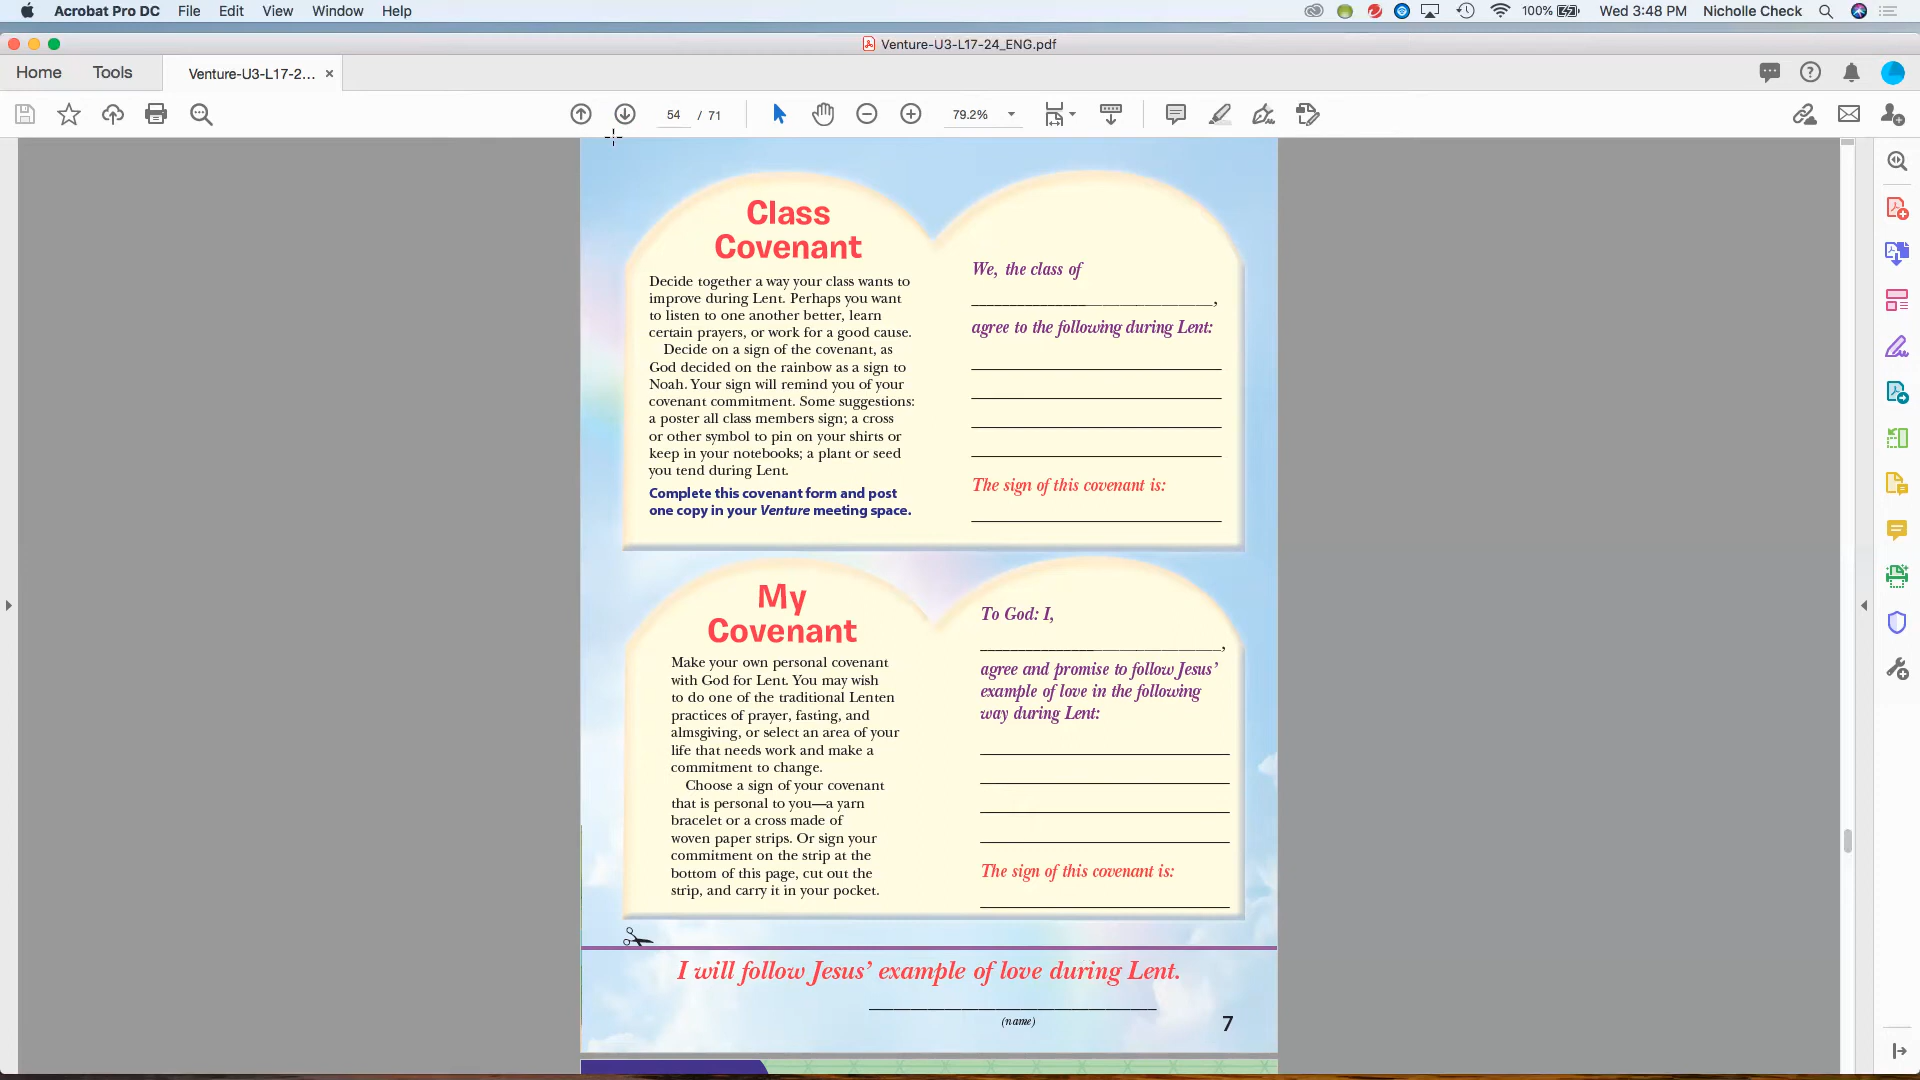 Acrobat Pro DC File Edit View Window Help 100% Wed 3:48 PM Nicholle Check
Venture-U3-L17-24_ENG.pdf
Home Tools Venture-U3-L17-2... ×
54 / 71 79.2%
Class
Covenant
Decide together a way your class wants to
improve during Lent. Perhaps you want
to listen to one another better, learn
certain prayers, or work for a good cause.
Decide on a sign of the covenant, as
God decided on the rainbow as a sign to
Noah. Your sign will remind you of your
covenant commitment. Some suggestions:
a poster all class members sign; a cross
or other symbol to pin on your shirts or
keep in your notebooks; a plant or seed
you tend during Lent.
Complete this covenant form and post
one copy in your Venture meeting space.
We, the class of
______________________________,
agree to the following during Lent:
The sign of this covenant is:
My
Covenant
Make your own personal covenant
with God for Lent. You may wish
to do one of the traditional Lenten
practices of prayer, fasting, and
almsgiving, or select an area of your
life that needs work and make a
commitment to change.
Choose a sign of your covenant
that is personal to you—a yarn
bracelet or a cross made of
woven paper strips. Or sign your
commitment on the strip at the
bottom of this page, cut out the
strip, and carry it in your pocket.
To God: I,
______________________________,
agree and promise to follow Jesus’
example of love in the following
way during Lent:
The sign of this covenant is:
I will follow Jesus’ example of love during Lent.
(name)
7